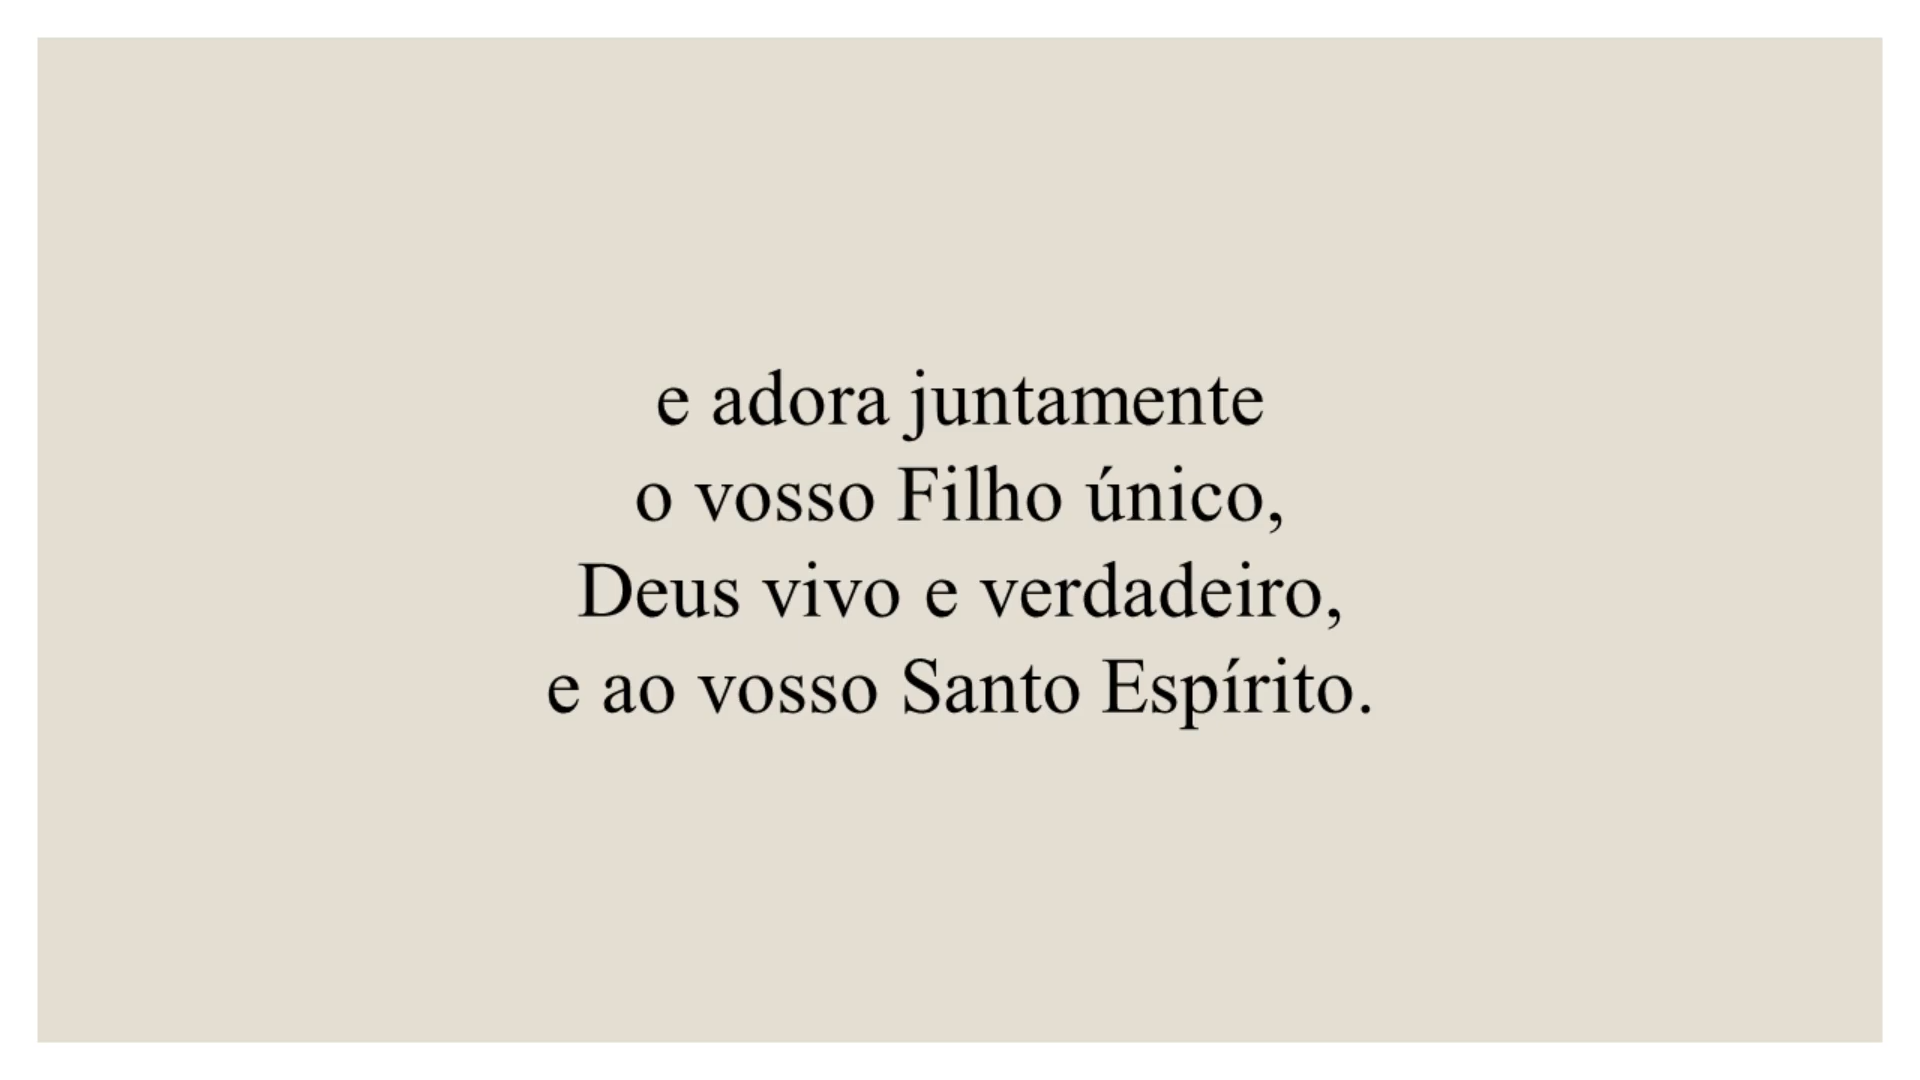 e adora juntamente
o vosso Filho único,
Deus vivo e verdadeiro,
e ao vosso Santo Espírito.